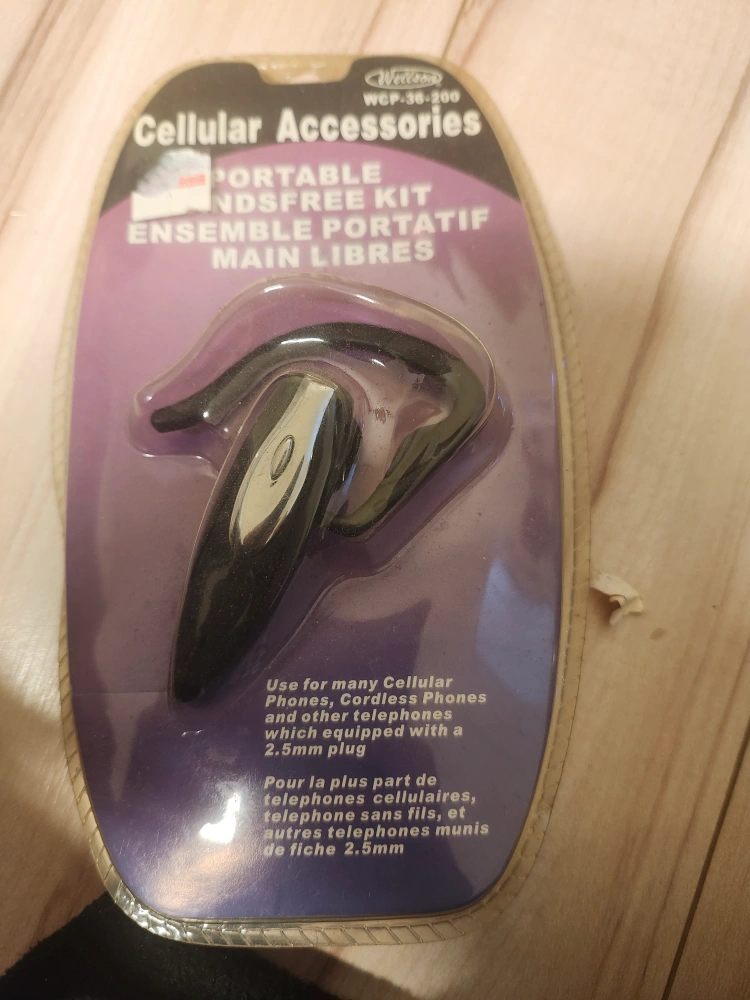 Wellson
WCP-36-200
Cellular Accessories
PORTABLE
NDSFREE KIT
ENSEMBLE PORTATIF
MAIN LIBRES
Use for many Cellular
Phones, Cordless Phones
and other telephones
which equipped with a
2.5mm plug
Pour la plus part de
telephones cellulaires,
telephone sans fils, et
autres telephones munis
de fiche 2.5mm